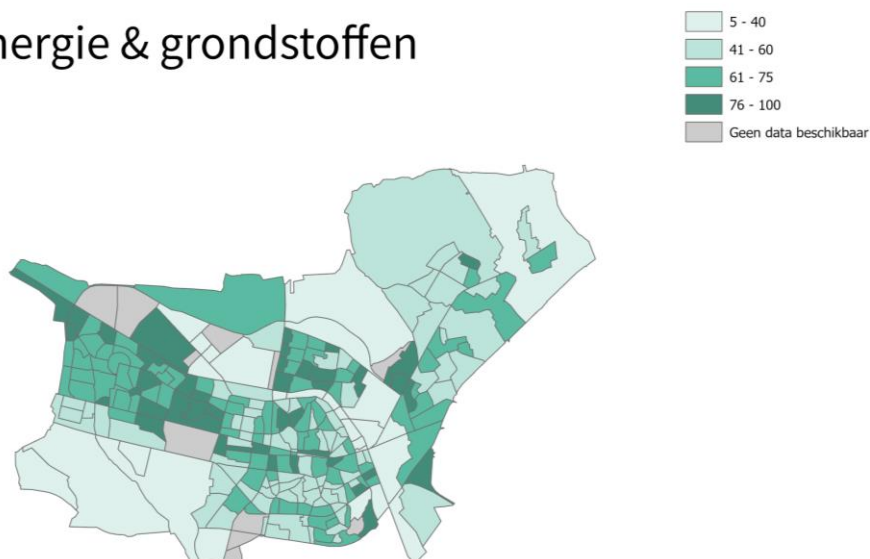 nergie & grondstoffen
5 - 40
41 - 60
61 - 75
76 - 100
Geen data beschikbaar